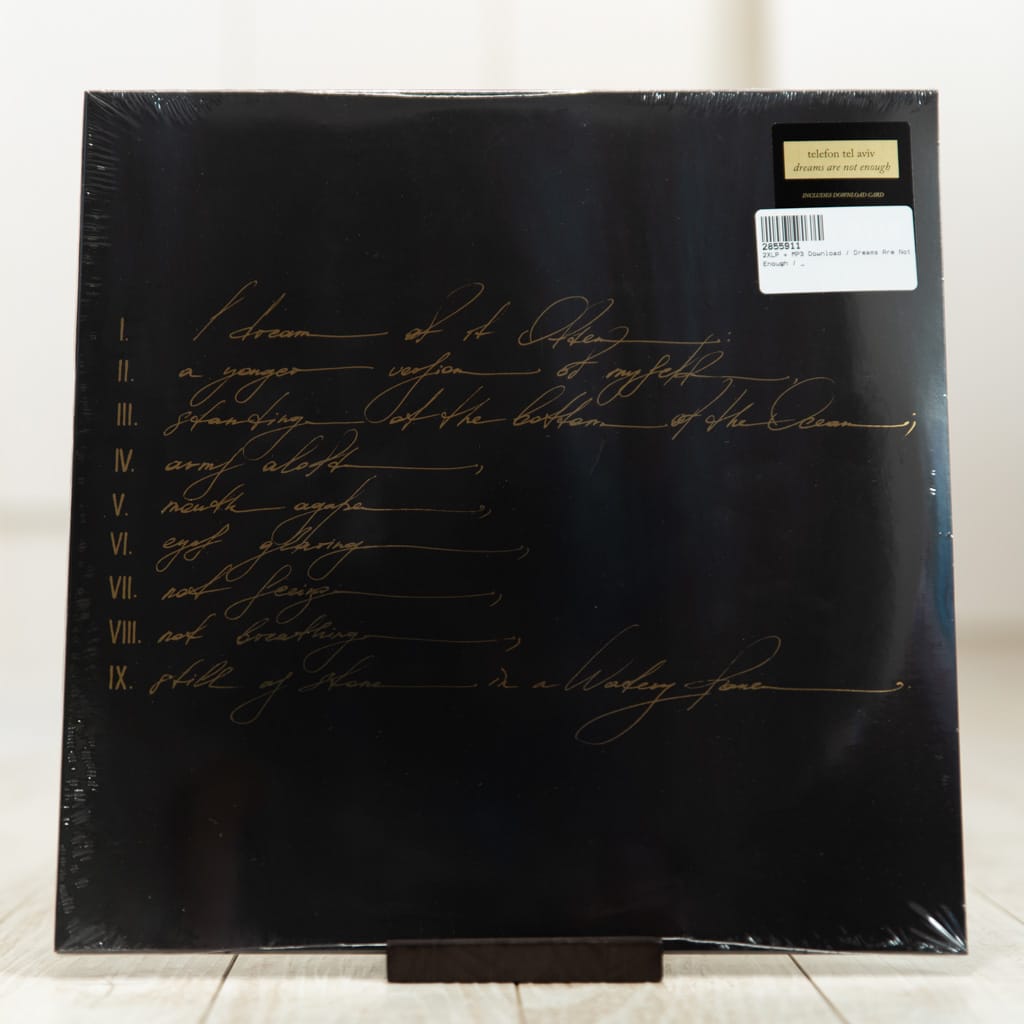 telefon tel aviv
dreams are not enough
INCLUDES DOWNLOAD CARD
2855911
2XLP + MP3 Download / Dreams Are Not
Enough / _
I. I dream of it Often:
II. a younger version of myself,
III. standing at the bottom of the Ocean;
IV. arms aloft,
V. mouth agape,
VI. eyes glaring,
VII. not seeing,
VIII. not breathing,
IX. still as stone in a Watery Fane.